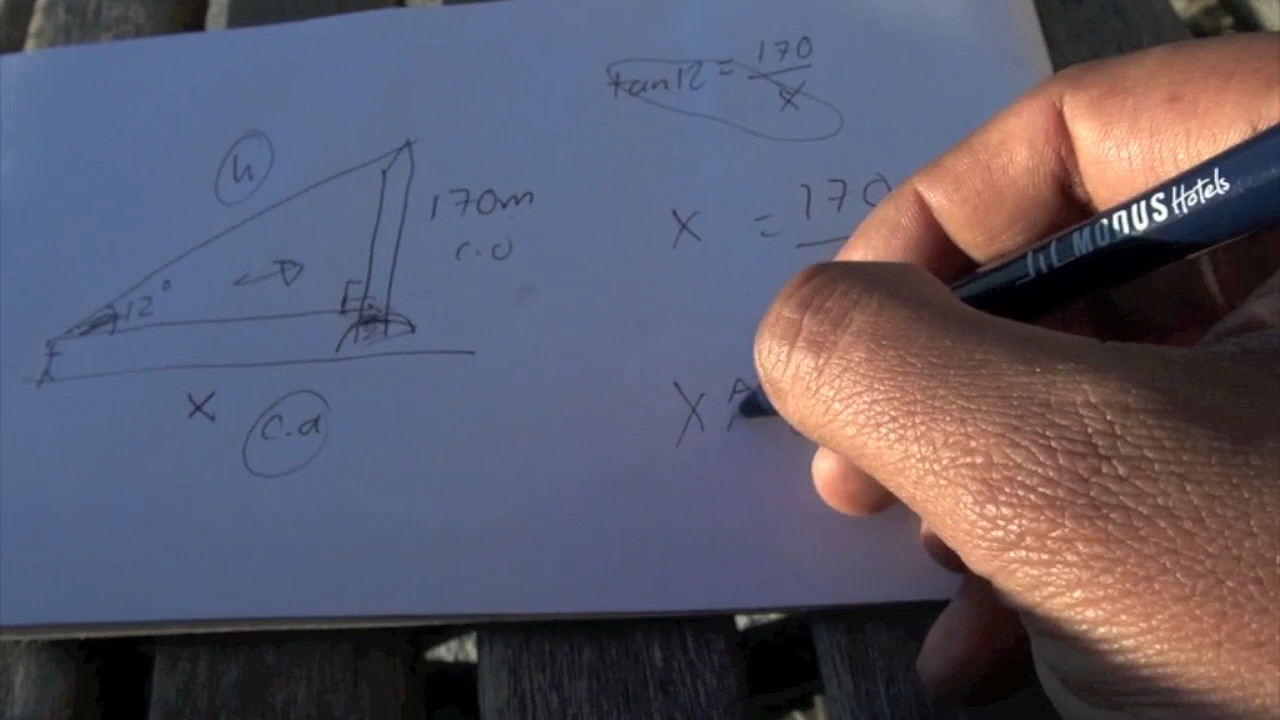 tan12 = 170
x
h
170m
c.o
12°
x = 170
x
c.a
x
MODUS Hotels